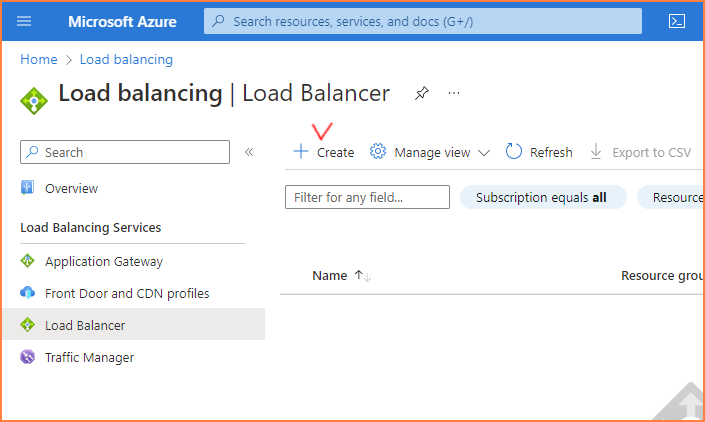 Microsoft Azure
Search resources, services, and docs (G+/)
Home > Load balancing
Load balancing | Load Balancer
Search
Overview
Load Balancing Services
Application Gateway
Front Door and CDN profiles
Load Balancer
Traffic Manager
Create Manage view Refresh Export to CSV
Filter for any field... Subscription equals all Resource
Name Resource grou